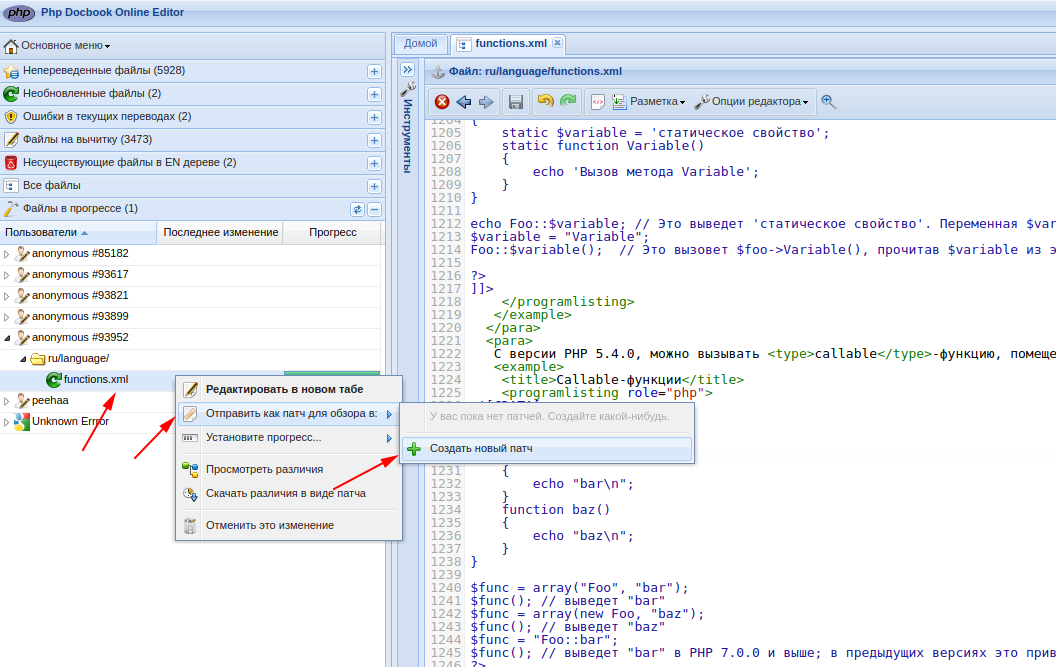 php Php Docbook Online Editor
Основное меню
Непереведенные файлы (5928)
Необновленные файлы (2)
Ошибки в текущих переводах (2)
Файлы на вычитку (3473)
Несуществующие файлы в EN дереве (2)
Все файлы
Файлы в прогрессе (1)
Пользователи Последнее изменение Прогресс
anonymous #85182
anonymous #93617
anonymous #93821
anonymous #93899
anonymous #93952
ru/language/
functions.xml
peehaa
Unknown Error
Редактировать в новом табе
Отправить как патч для обзора в:
Установите прогресс...
Просмотреть различия
Скачать различия в виде патча
Отменить это изменение
У вас пока нет патчей. Создайте какой-нибудь.
Создать новый патч
Домой functions.xml
Инструменты
Файл: ru/language/functions.xml
Разметка Опции редактора
1204 {
1205 static $variable = 'статическое свойство';
1206 static function Variable()
1207 {
1208 echo 'Вызов метода Variable';
1209 }
1210 }
1211
1212 echo Foo::$variable; // Это выведет 'статическое свойство'. Переменная $var
1213 $variable = "Variable";
1214 Foo::$variable();  // Это вызовет $foo->Variable(), прочитав $variable из э
1215
1216 ?>
1217 ]]>
1218 </programlisting>
1219 </example>
1220 </para>
1221 <para>
1222 С версии PHP 5.4.0, можно вызывать <type>callable</type>-функцию, помеще
1223 <example>
1224 <title>Callable-функции</title>
1225 <programlisting role="php">
1231 {
1232 echo "bar\n";
1233 }
1234 function baz()
1235 {
1236 echo "baz\n";
1237 }
1238 }
1239
1240 $func = array("Foo", "bar");
1241 $func(); // выведет "bar"
1242 $func = array(new Foo, "baz");
1243 $func(); // выведет "baz"
1244 $func = "Foo::bar";
1245 $func(); // выведет "bar" в PHP 7.0.0 и выше; в предыдущих версиях это прив
1246 ?>